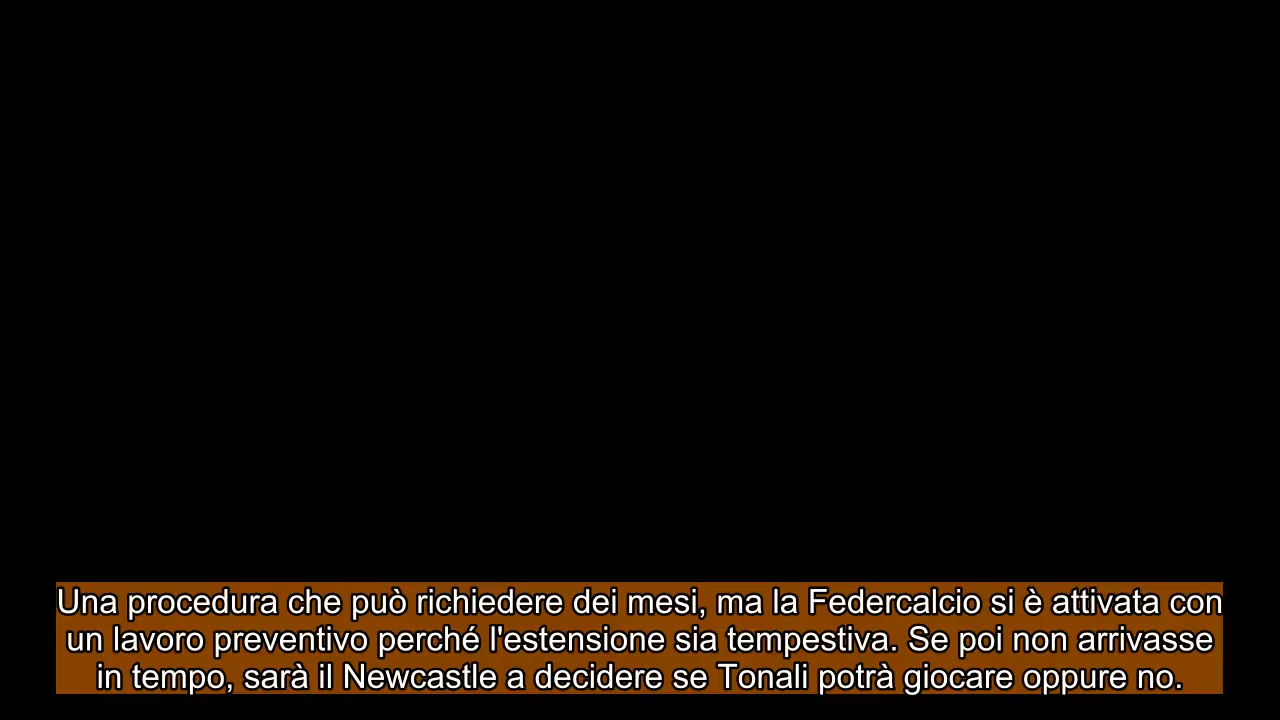 Una procedura che può richiedere dei mesi, ma la Federcalcio si è attivata con
un lavoro preventivo perché l'estensione sia tempestiva. Se poi non arrivasse
in tempo, sarà il Newcastle a decidere se Tonali potrà giocare oppure no.